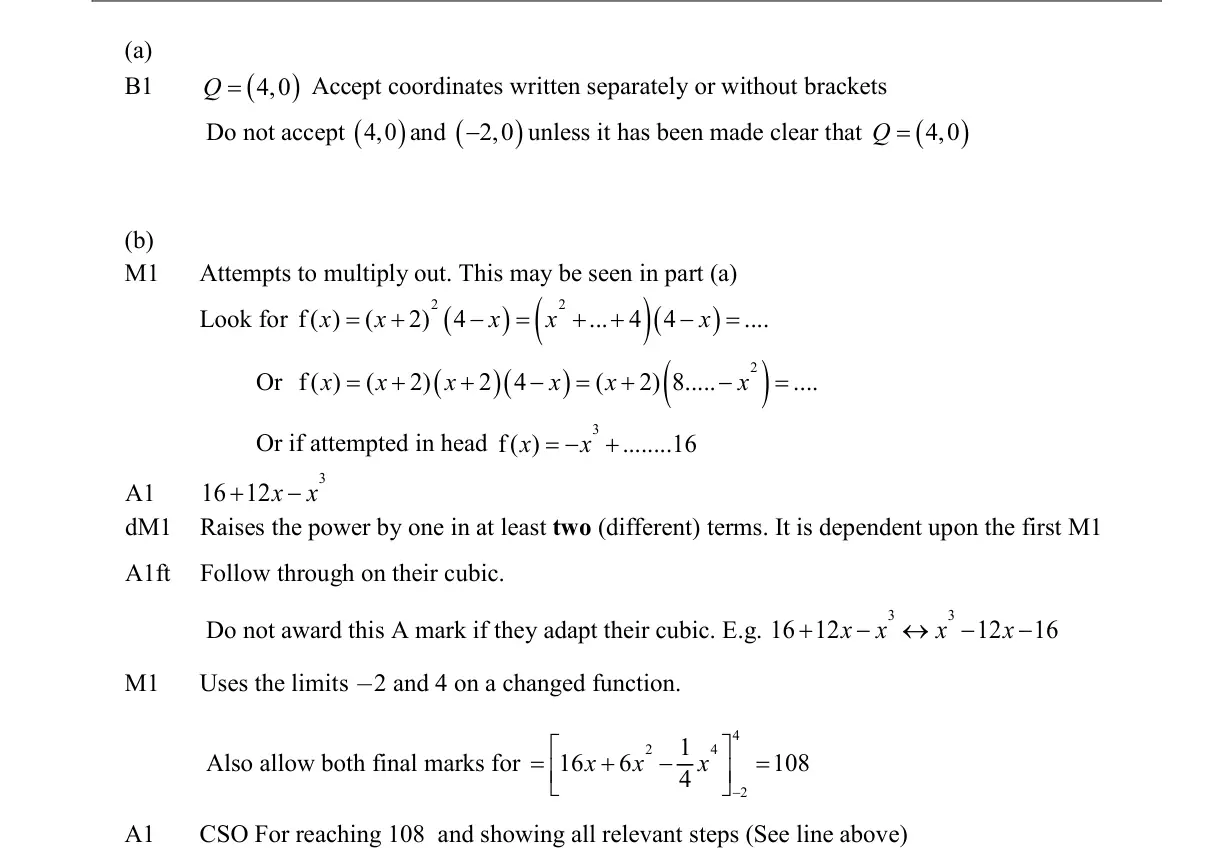 (a)
B1 Q = (4,0) Accept coordinates written separately or without brackets
Do not accept (4,0) and (−2,0) unless it has been made clear that Q = (4,0)
(b)
M1 Attempts to multiply out. This may be seen in part (a)
Look for f(x) = (x+2)² (4−x) = (x² +...+4)(4−x) = ....
Or f(x) = (x+2)(x+2)(4−x) = (x+2)(8.....−x²) = ....
Or if attempted in head f(x) = −x³ +........16
A1 16+12x−x³
dM1 Raises the power by one in at least two (different) terms. It is dependent upon the first M1
A1ft Follow through on their cubic.
Do not award this A mark if they adapt their cubic. E.g. 16+12x−x³ ↔ x³ −12x−16
M1 Uses the limits −2 and 4 on a changed function.
Also allow both final marks for = [16x+6x² − 1/4 x⁴]⁴₋₂ = 108
A1 CSO For reaching 108 and showing all relevant steps (See line above)